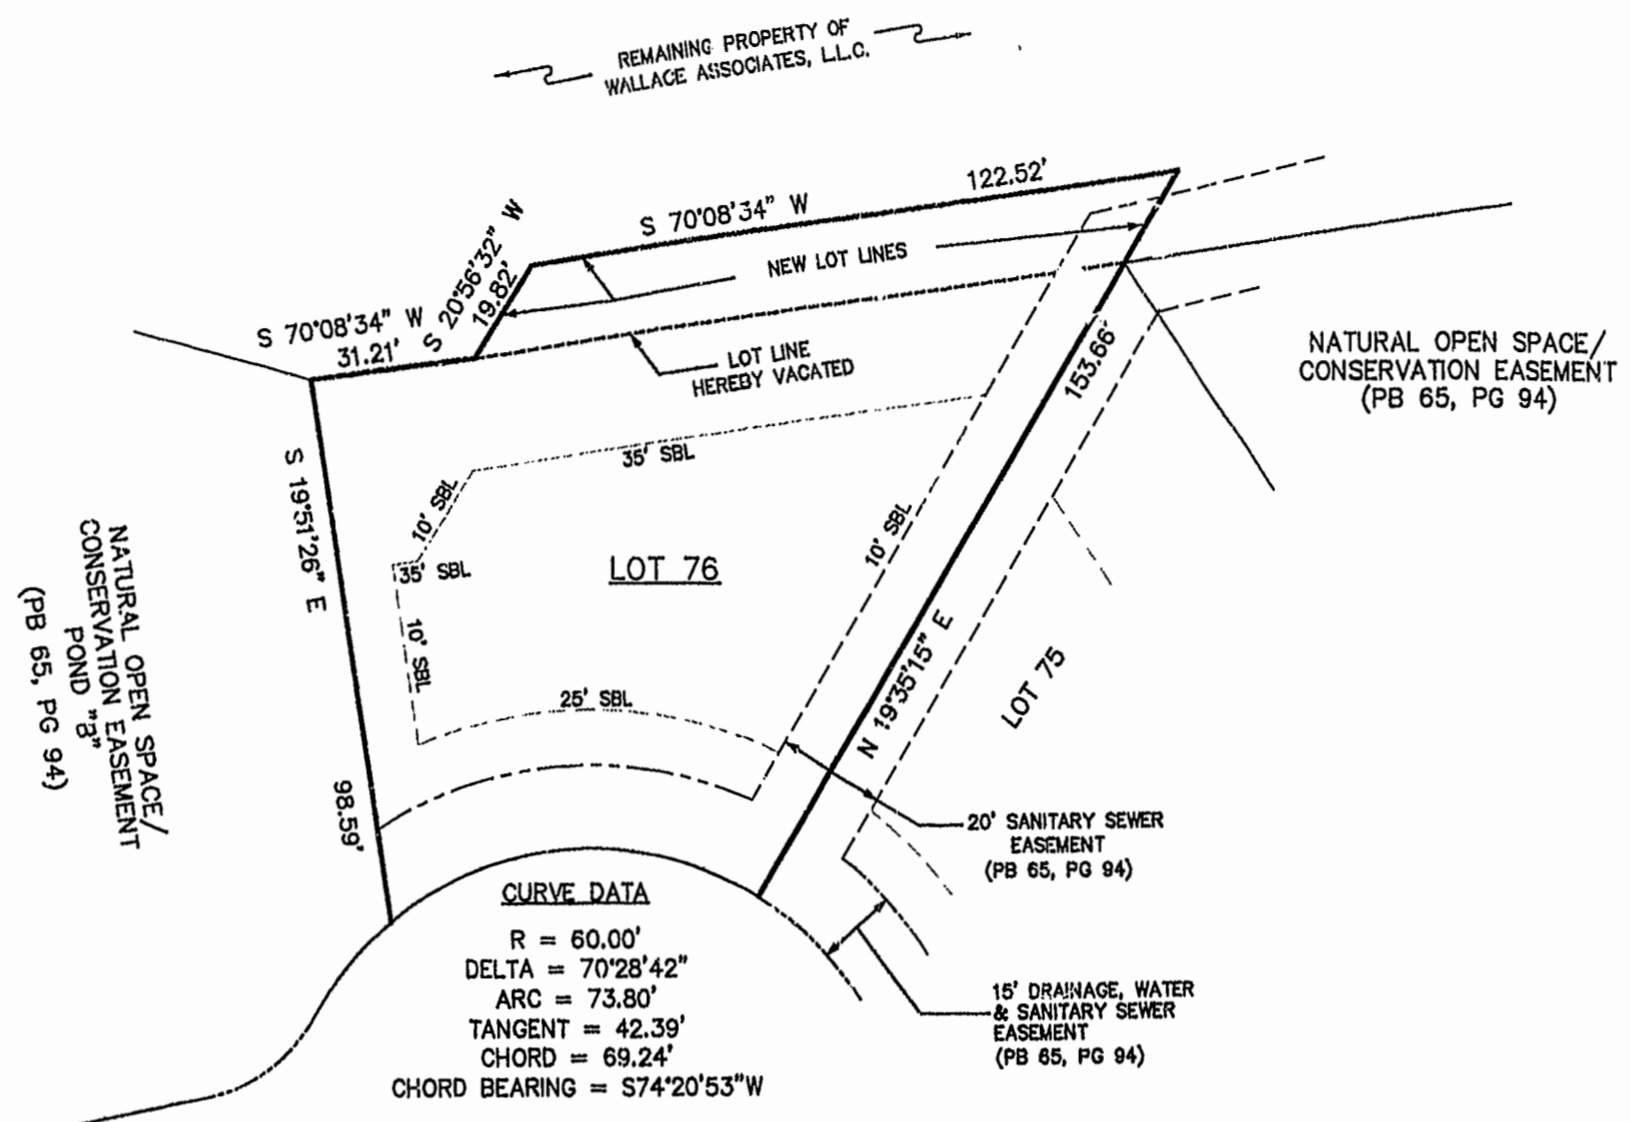 REMAINING PROPERTY OF
WALLACE ASSOCIATES, L.L.C.
122.52'
S 70°08'34" W
S 20°56'32" W
19.82'
NEW LOT LINES
S 70°08'34" W
31.21'
LOT LINE
HEREBY VACATED
153.66'
NATURAL OPEN SPACE/
CONSERVATION EASEMENT
(PB 65, PG 94)
35' SBL
10' SBL
S 19°51'26" E
98.59'
10' SBL
35' SBL
LOT 76
10' SBL
25' SBL
N 19°35'15" E
LOT 75
NATURAL OPEN SPACE/
CONSERVATION EASEMENT
POND "B"
(PB 65, PG 94)
20' SANITARY SEWER
EASEMENT
(PB 65, PG 94)
CURVE DATA
R = 60.00'
DELTA = 70°28'42"
ARC = 73.80'
TANGENT = 42.39'
CHORD = 69.24'
CHORD BEARING = S74°20'53"W
15' DRAINAGE, WATER
& SANITARY SEWER
EASEMENT
(PB 65, PG 94)